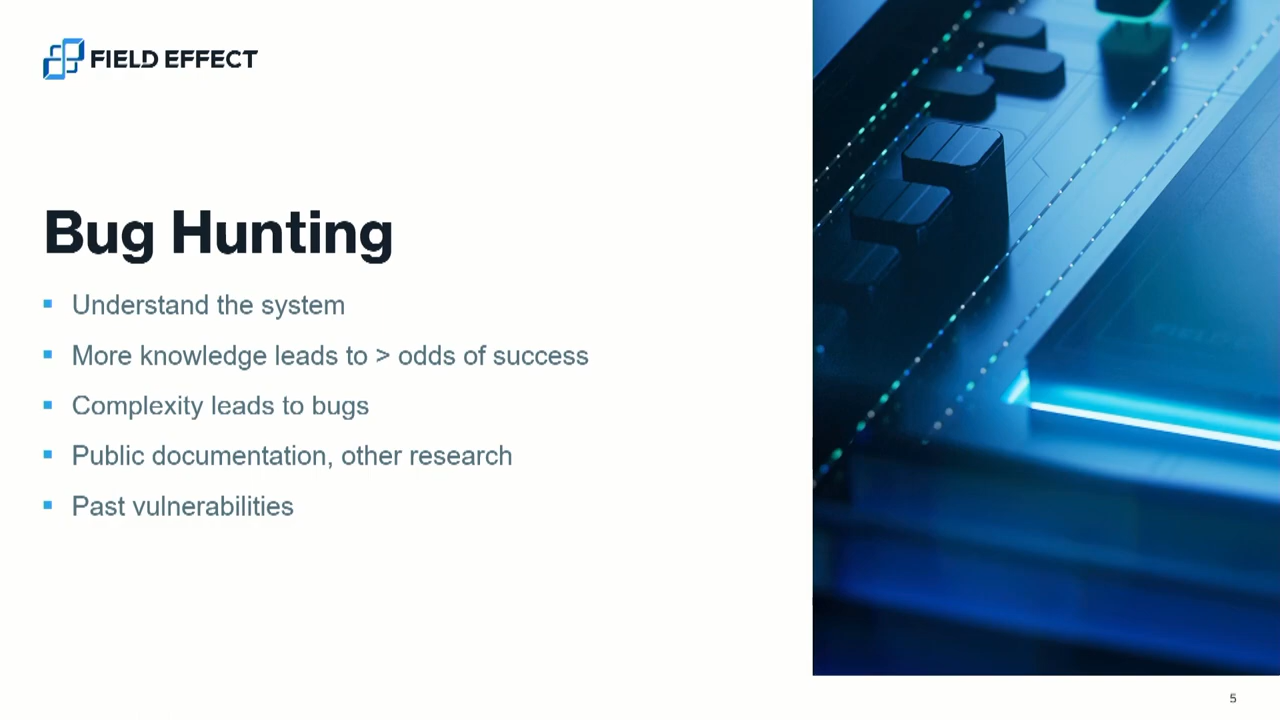 FIELD EFFECT
Bug Hunting
Understand the system
More knowledge leads to > odds of success
Complexity leads to bugs
Public documentation, other research
Past vulnerabilities
5